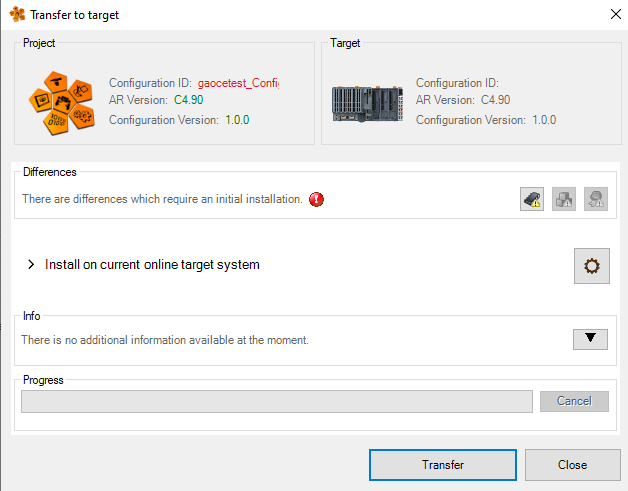 Transfer to target
Project
Configuration ID: gaocetest_Config
AR Version: C4.90
Configuration Version: 1.0.0
Target
Configuration ID:
AR Version: C4.90
Configuration Version: 1.0.0
Differences
There are differences which require an initial installation.
Install on current online target system
Info
There is no additional information available at the moment.
Progress
Cancel
Transfer
Close